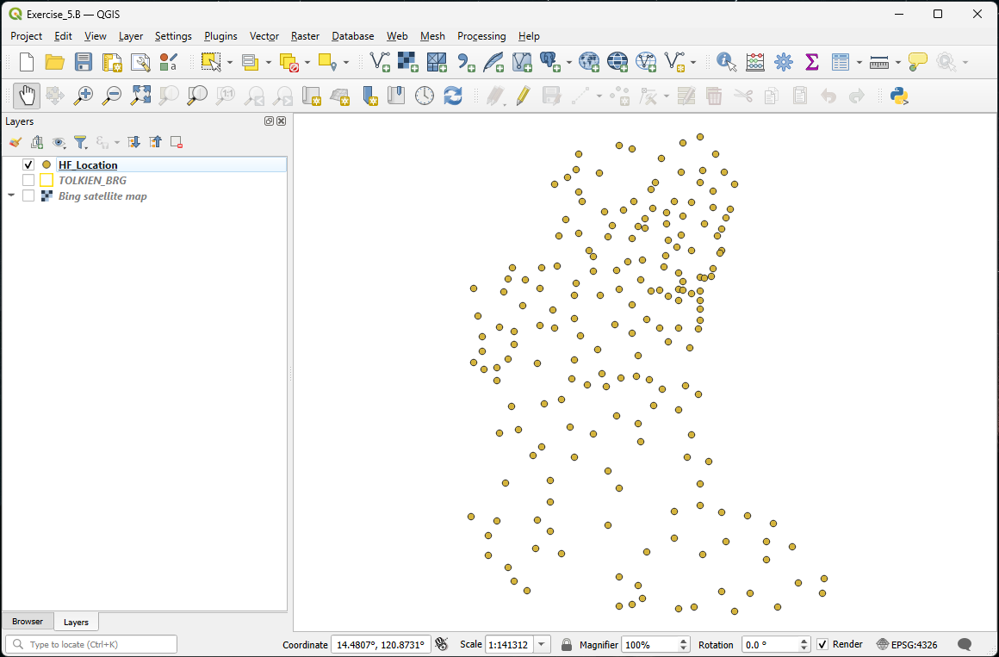 Exercise_5.B — QGIS
Project Edit View Layer Settings Plugins Vector Raster Database Web Mesh Processing Help
Layers
HF_Location
TOLKIEN_BRG
Bing satellite map
Browser Layers
Type to locate (Ctrl+K) Coordinate 14.4807°, 120.8731° Scale 1:141312 Magnifier 100% Rotation 0.0 ° Render EPSG:4326